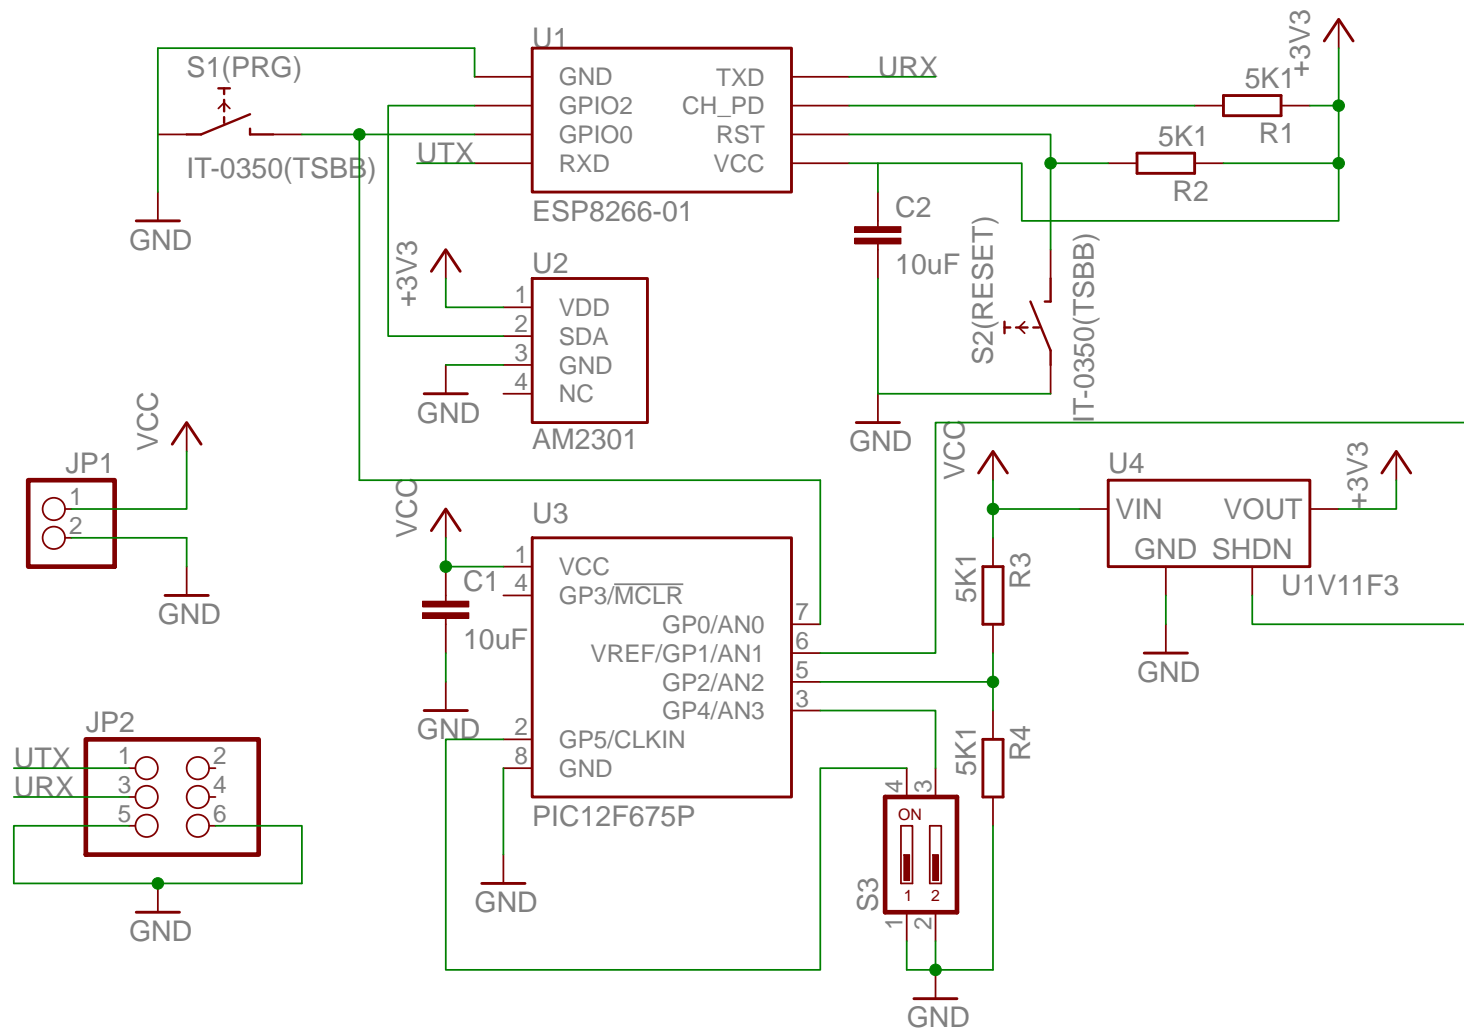 U1
S1(PRG)
GND
TXD
URX
GPIO2
CH_PD
GPIO0
RST
UTX
RXD
VCC
IT-0350(TSBB)
ESP8266-01
GND
5K1
R1
+3V3
5K1
R2
C2
10uF
S2(RESET)
IT-0350(TSBB)
GND
+3V3
U2
1
VDD
2
SDA
3
GND
4
NC
AM2301
GND
VCC
JP1
1
2
GND
VCC
C1
10uF
GND
U3
1
VCC
4
GP3/MCLR
GP0/AN0
7
VREF/GP1/AN1
6
GP2/AN2
5
GP4/AN3
3
2
GP5/CLKIN
8
GND
PIC12F675P
GND
VCC
5K1
R3
5K1
R4
U4
VIN
VOUT
GND
SHDN
U1V11F3
+3V3
GND
JP2
UTX
1
2
URX
3
4
5
6
GND
4
3
ON
1
2
S3
1
2
GND